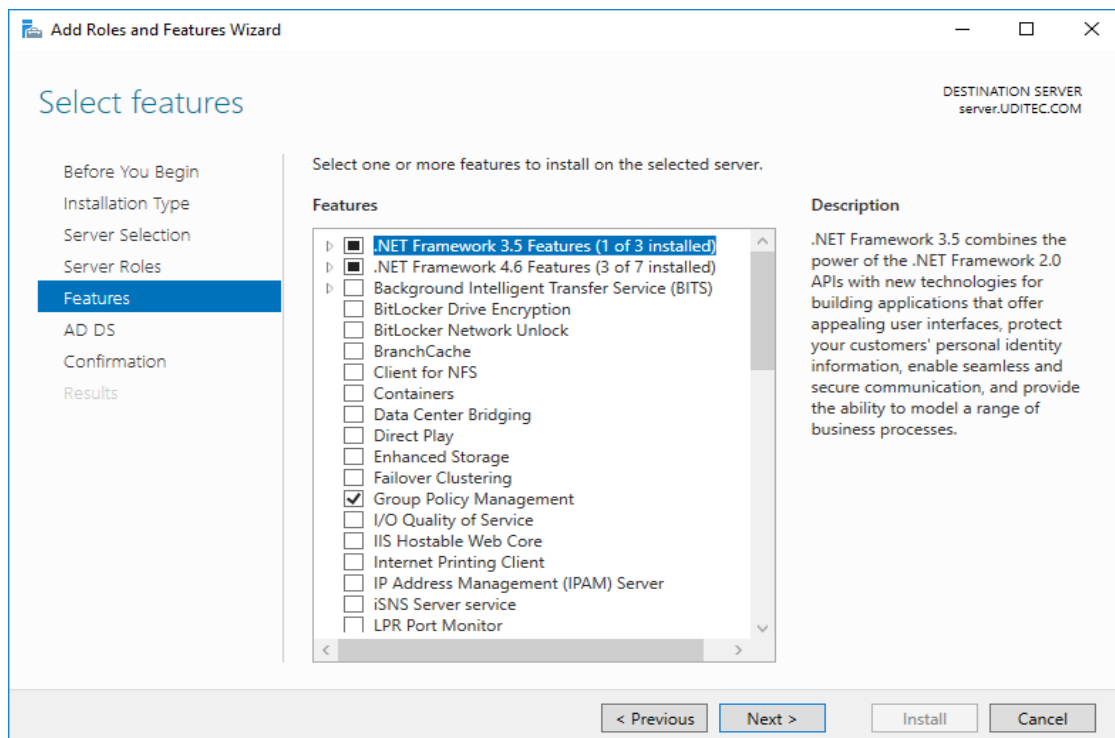 Add Roles and Features Wizard
Select features
DESTINATION SERVER
server.UDITEC.COM
Before You Begin
Installation Type
Server Selection
Server Roles
Features
AD DS
Confirmation
Results
Select one or more features to install on the selected server.
Features
.NET Framework 3.5 Features (1 of 3 installed)
.NET Framework 4.6 Features (3 of 7 installed)
Background Intelligent Transfer Service (BITS)
BitLocker Drive Encryption
BitLocker Network Unlock
BranchCache
Client for NFS
Containers
Data Center Bridging
Direct Play
Enhanced Storage
Failover Clustering
Group Policy Management
I/O Quality of Service
IIS Hostable Web Core
Internet Printing Client
IP Address Management (IPAM) Server
iSNS Server service
LPR Port Monitor
Description
.NET Framework 3.5 combines the
power of the .NET Framework 2.0
APIs with new technologies for
building applications that offer
appealing user interfaces, protect
your customers' personal identity
information, enable seamless and
secure communication, and provide
the ability to model a range of
business processes.
< Previous
Next >
Install
Cancel